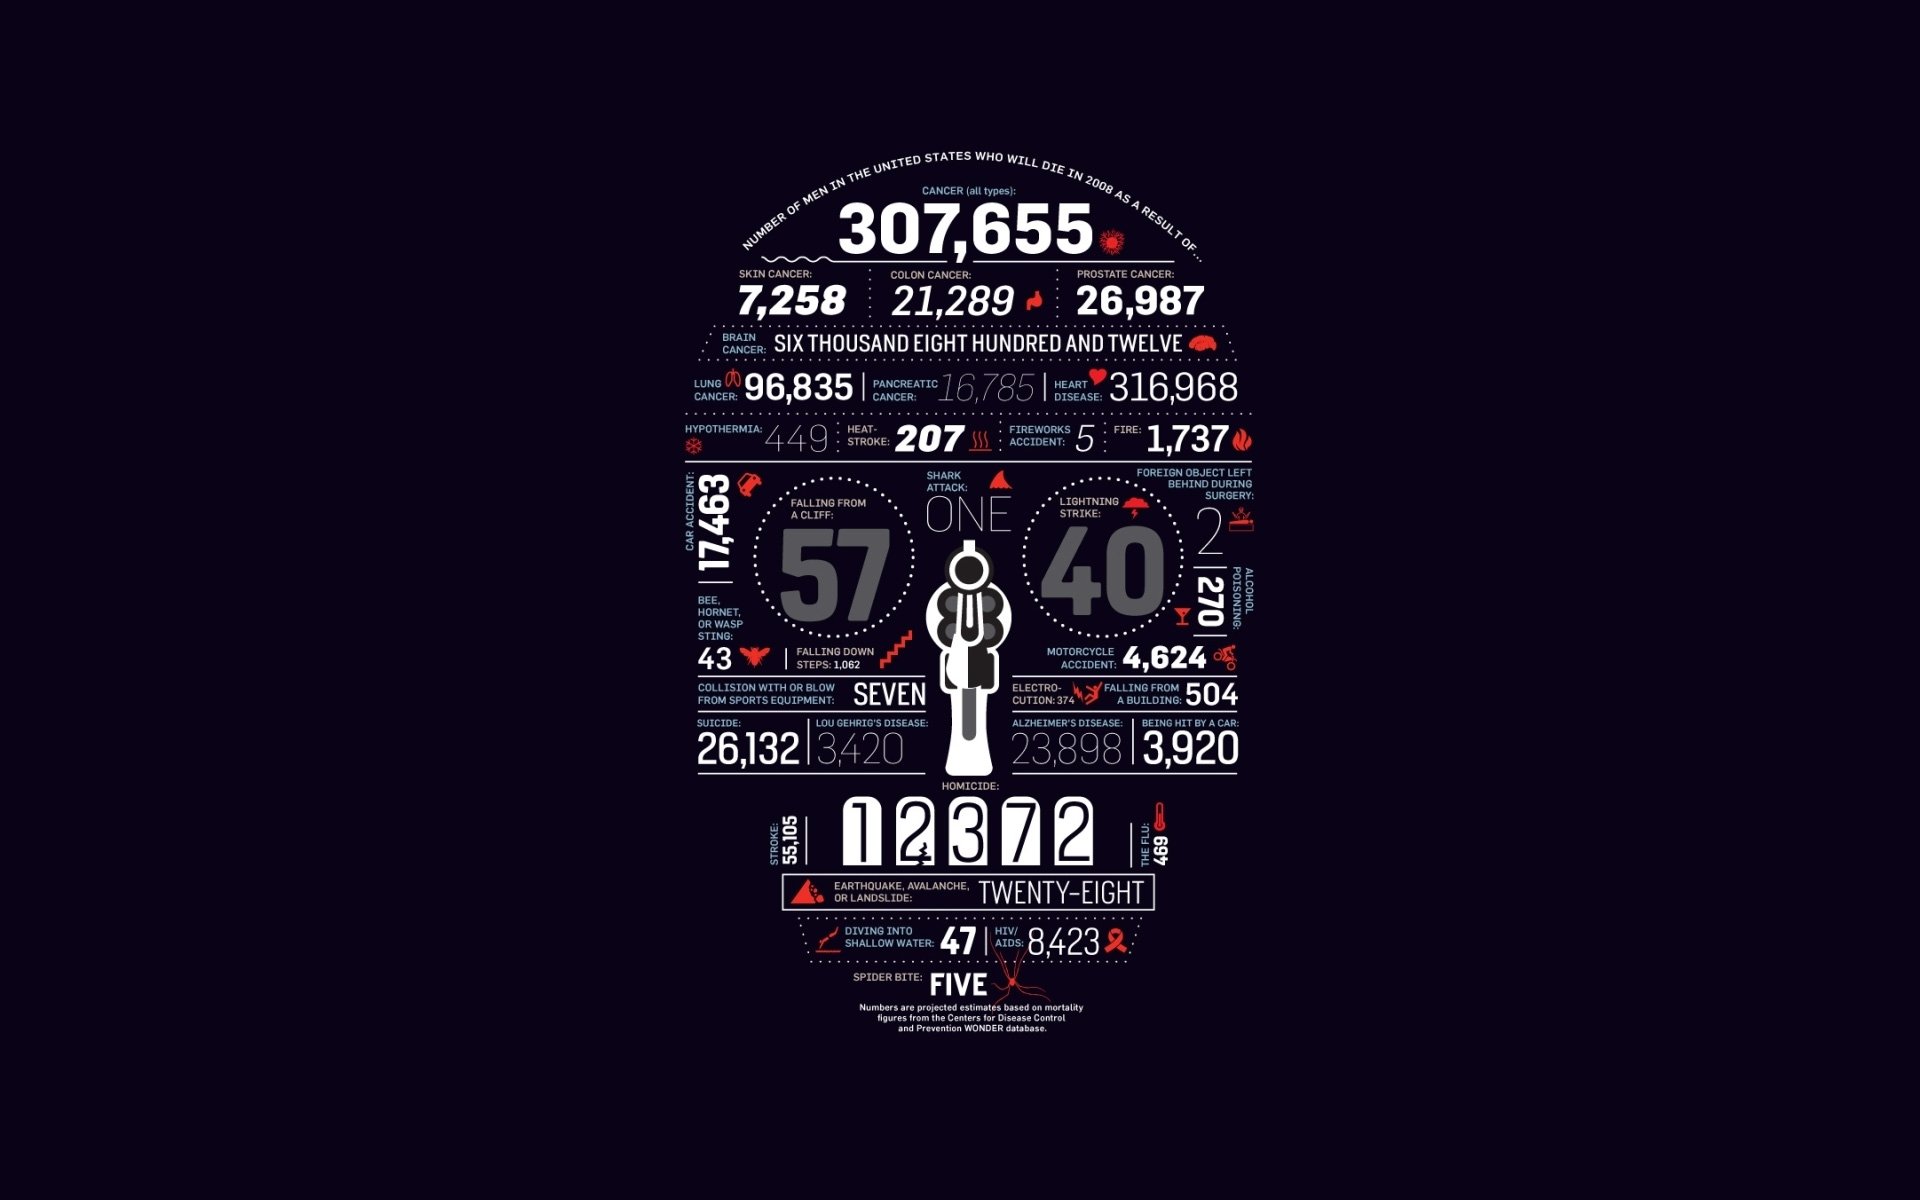 NUMBER OF MEN IN THE UNITED STATES WHO WILL DIE IN 2008 AS A RESULT OF...
CANCER (all types):
307,655
SKIN CANCER:
7,258
COLON CANCER:
21,289
PROSTATE CANCER:
26,987
BRAIN
CANCER:
SIX THOUSAND EIGHT HUNDRED AND TWELVE
LUNG
CANCER:
96,835
PANCREATIC
CANCER:
16,785
HEART
DISEASE:
316,968
HYPOTHERMIA:
449
HEAT-
STROKE:
207
FIREWORKS
ACCIDENT:
5
FIRE:
1,737
CAR ACCIDENT:
17,463
FALLING FROM
A CLIFF:
57
SHARK
ATTACK:
ONE
LIGHTNING
STRIKE:
40
FOREIGN OBJECT LEFT
BEHIND DURING
SURGERY:
2
ALCOHOL
POISONING:
270
BEE,
HORNET,
OR WASP
STING:
43
FALLING DOWN
STEPS: 1,062
MOTORCYCLE
ACCIDENT:
4,624
COLLISION WITH OR BLOW
FROM SPORTS EQUIPMENT:
SEVEN
ELECTRO-
CUTION: 374
FALLING FROM
A BUILDING:
504
SUICIDE:
26,132
LOU GEHRIG'S DISEASE:
3,420
ALZHEIMER'S DISEASE:
23,898
BEING HIT BY A CAR:
3,920
HOMICIDE:
12372
STROKE:
55,105
THE FLU:
469
EARTHQUAKE, AVALANCHE,
OR LANDSLIDE:
TWENTY-EIGHT
DIVING INTO
SHALLOW WATER:
47
HIV/
AIDS:
8,423
SPIDER BITE:
FIVE
Numbers are projected estimates based on mortality
figures from the Centers for Disease Control
and Prevention WONDER database.